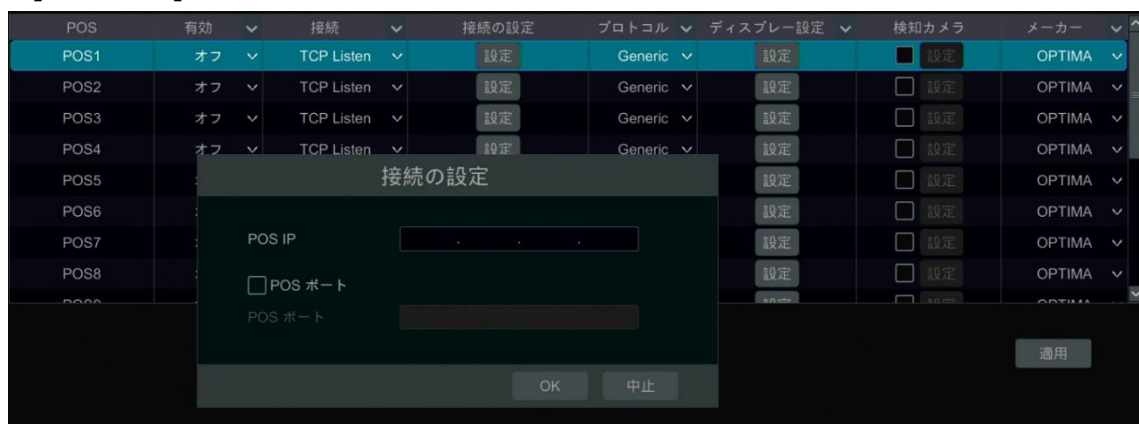 POS 有効 接続 接続の設定 プロトコル ディスプレー設定 検知カメラ メーカー
POS1 オフ TCP Listen 設定 Generic 設定 設定 OPTIMA
POS2 オフ TCP Listen 設定 Generic 設定 設定 OPTIMA
POS3 オフ TCP Listen 設定 Generic 設定 設定 OPTIMA
POS4 オフ TCP Listen 設定 Generic 設定 設定 OPTIMA
接続の設定
POS5 設定 設定 OPTIMA
POS6 設定 設定 OPTIMA
POS IP . . .
POS7 設定 設定 OPTIMA
POS8 設定 設定 OPTIMA
POS ポート
POS ポート
適用
OK 中止